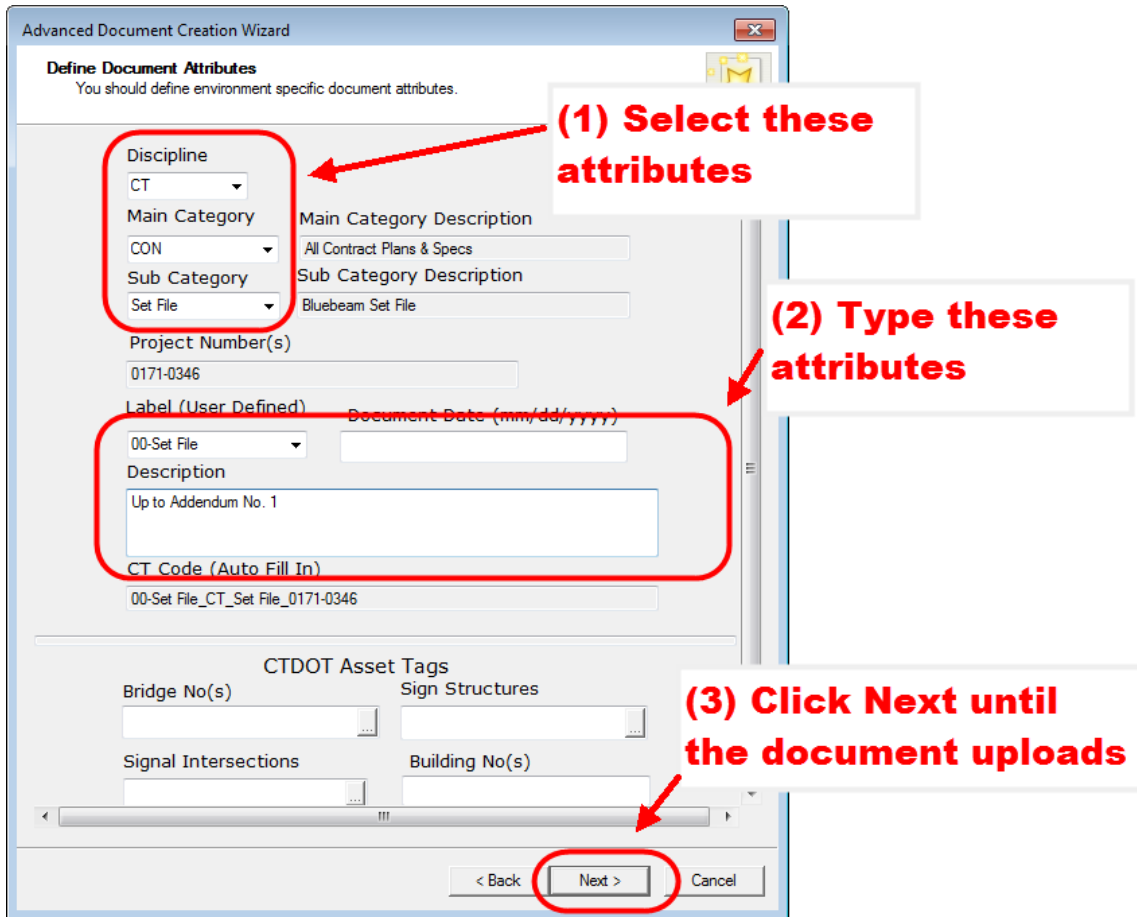 Advanced Document Creation Wizard
Define Document Attributes
You should define environment specific document attributes.
(1) Select these
attributes
Discipline
CT
Main Category
Main Category Description
CON
All Contract Plans & Specs
Sub Category
Sub Category Description
Set File
Bluebeam Set File
(2) Type these
attributes
Project Number(s)
0171-0346
Label (User Defined)
Document Date (mm/dd/yyyy)
00-Set File
Description
Up to Addendum No. 1
CT Code (Auto Fill In)
00-Set File_CT_Set File_0171-0346
CTDOT Asset Tags
Bridge No(s)
Sign Structures
...
...
(3) Click Next until
the document uploads
Signal Intersections
Building No(s)
...
< Back
Next >
Cancel